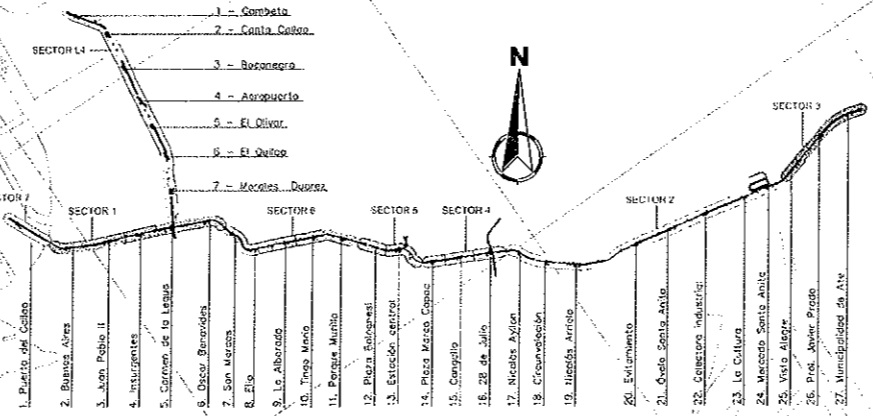 1 - Gambeta
2 - Canta Callao
SECTOR L4
3 - Bocanegra
4 - Aeropuerto
5 - El Olivar
6 - El Quilca
7 - Morales Duarez
N
SECTOR 3
SECTOR 1
SECTOR 6
SECTOR 5
SECTOR 4
SECTOR 2
1. Puerto del Callao
2. Buenos Aires
3. Juan Pablo II
4. Insurgentes
5. Carmen de la Legua
6. Oscar Benavides
7. San Marcos
8. Elio
9. La Alborada
10. Tingo María
11. Parque Murillo
12. Plaza Bolognesi
13. Estación central
14. Plaza Manco Capac
15. Cangallo
16. 28 de Julio
17. Nicolás Ayllon
18. Circunvalación
19. Nicolás Arriola
20. Evitamiento
21. Óvalo Santa Anita
22. Collectora Industrial
23. La Cultura
24. Mercado Santa Anita
25. Vista Alegre
26. Prol. Javier Prado
27. Municipalidad de Ate